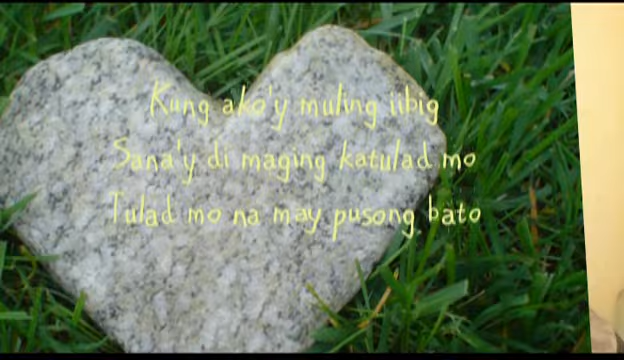 Kung ako'y muling iibig
Sana'y di maging katulad mo
Tulad mo na may pusong bato